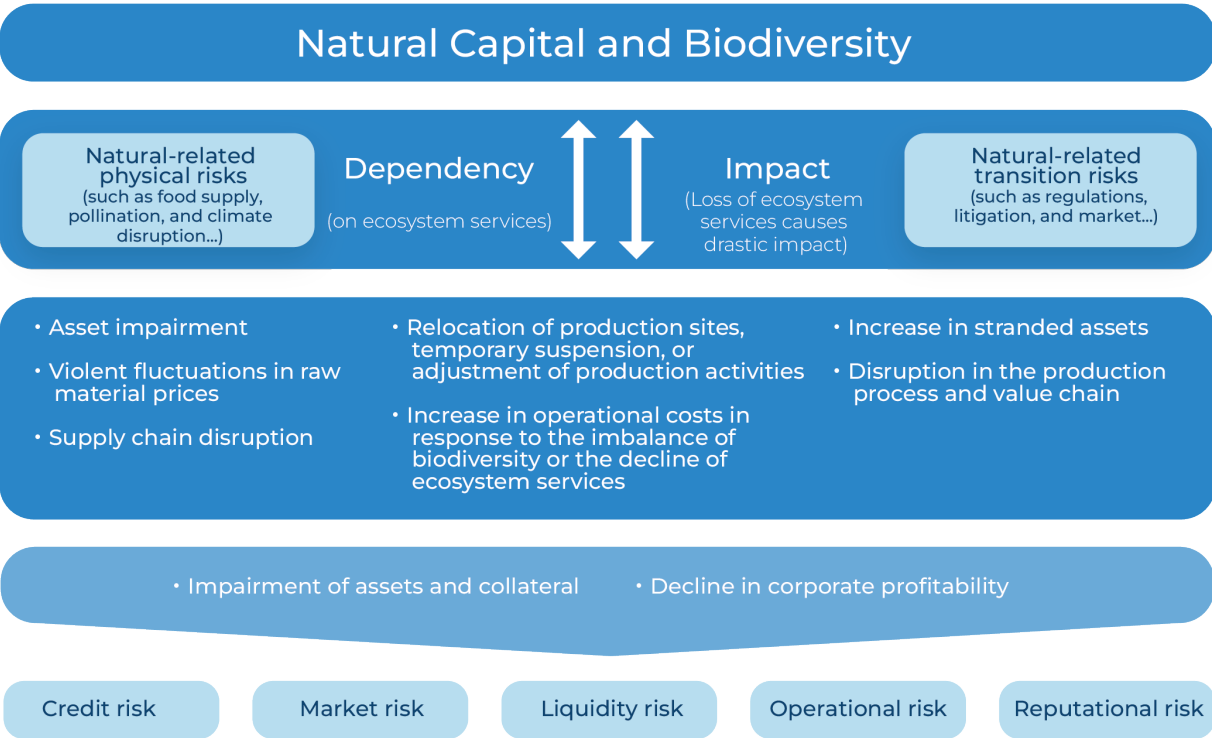 Natural Capital and Biodiversity
Natural-related
physical risks
(such as food supply,
pollination, and climate
disruption...)
Dependency
(on ecosystem services)
Impact
(Loss of ecosystem
services causes
drastic impact)
Natural-related
transition risks
(such as regulations,
litigation, and market...)
・Asset impairment
・Violent fluctuations in raw
material prices
・Supply chain disruption
・Relocation of production sites,
temporary suspension, or
adjustment of production activities
・Increase in operational costs in
response to the imbalance of
biodiversity or the decline of
ecosystem services
・Increase in stranded assets
・Disruption in the production
process and value chain
・Impairment of assets and collateral
・Decline in corporate profitability
Credit risk
Market risk
Liquidity risk
Operational risk
Reputational risk